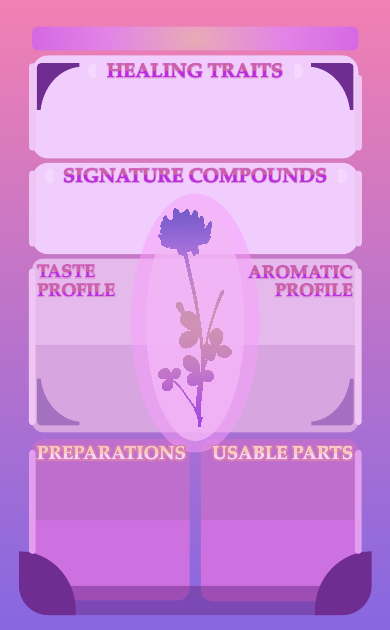 HEALING TRAITS
SIGNATURE COMPOUNDS
TASTE
PROFILE
AROMATIC
PROFILE
PREPARATIONS
USABLE PARTS